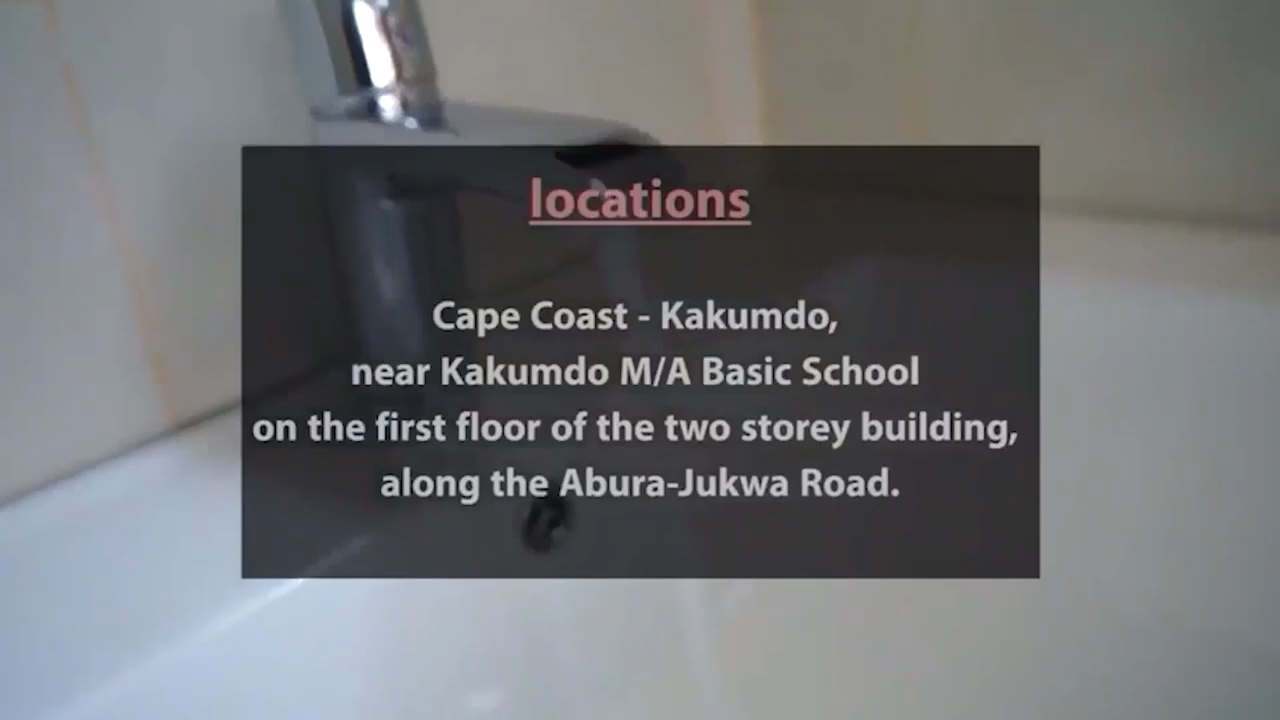 locations
Cape Coast - Kakumdo,
near Kakumdo M/A Basic School
on the first floor of the two storey building,
along the Abura-Jukwa Road.